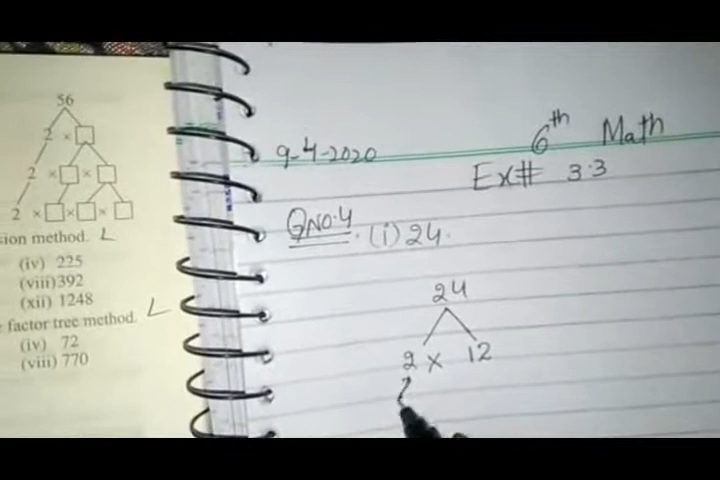 56
2 × □
2 × □ × □
2 × □ × □ × □
sion method. L
(iv) 225
(viii) 392
(xii) 1248
factor tree method. L
(iv) 72
(viii) 770
6th Math
9-4-2020
Ex# 3.3
QNO.4 . (i) 24.
24
2 × 12